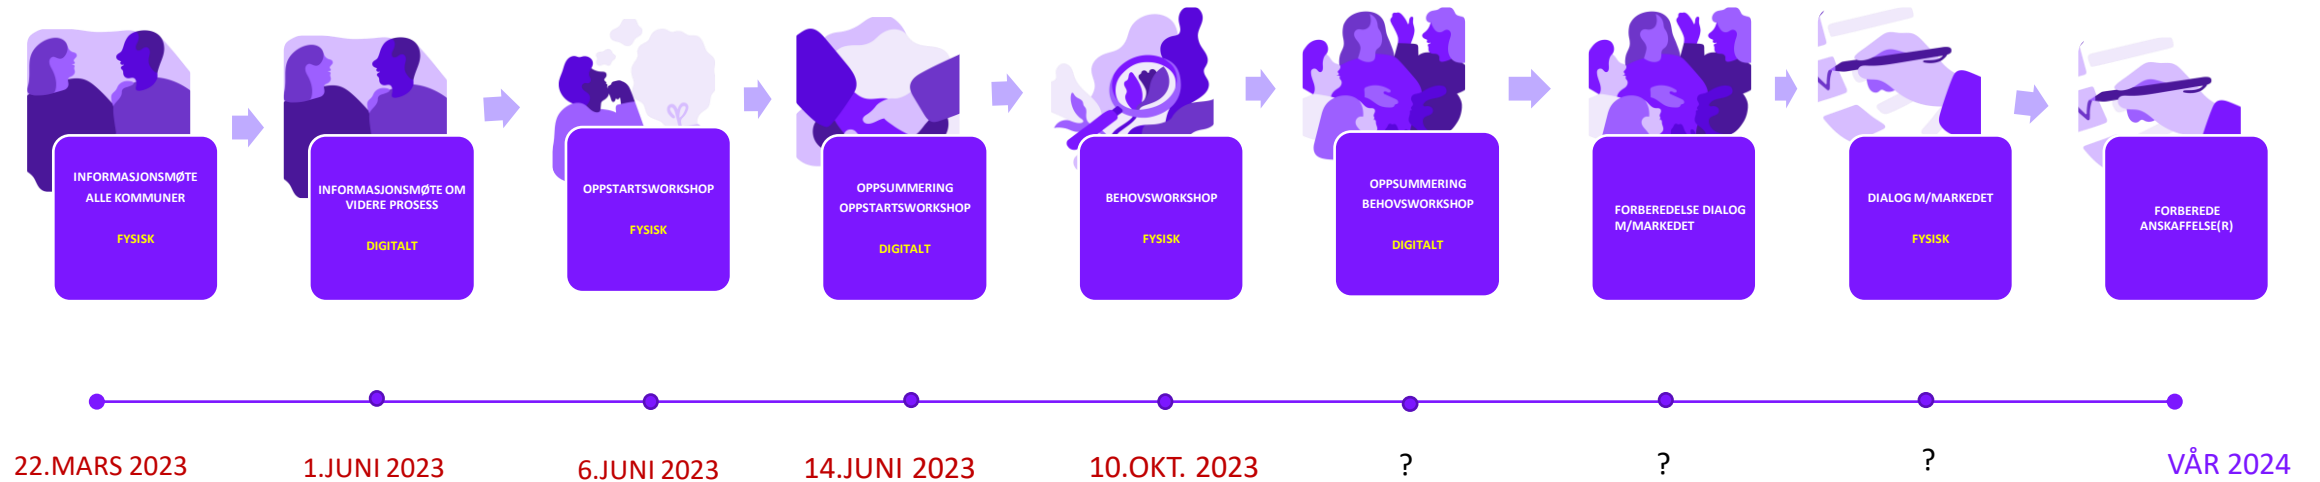 INFORMASJONSMØTE
ALLE KOMMUNER
FYSISK
INFORMASJONSMØTE OM
VIDERE PROSESS
DIGITALT
OPPSTARTSWORKSHOP
FYSISK
OPPSUMMERING
OPPSTARTSWORKSHOP
DIGITALT
BEHOVSWORKSHOP
FYSISK
OPPSUMMERING
BEHOVSWORKSHOP
DIGITALT
FORBEREDELSE DIALOG
M/MARKEDET
DIALOG M/MARKEDET
FYSISK
FORBEREDE
ANSKAFFELSE(R)
22.MARS 2023
1.JUNI 2023
6.JUNI 2023
14.JUNI 2023
10.OKT. 2023
?
?
?
VÅR 2024